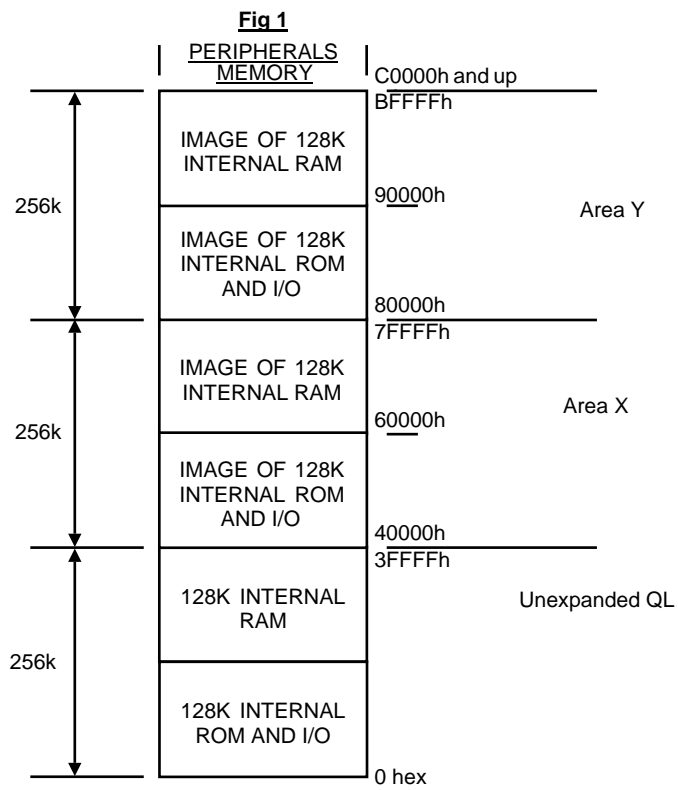 Fig 1
PERIPHERALS
MEMORY
C0000h and up
BFFFFh
IMAGE OF 128K
INTERNAL RAM
256k
90000h
Area Y
IMAGE OF 128K
INTERNAL ROM
AND I/O
80000h
7FFFFh
IMAGE OF 128K
INTERNAL RAM
Area X
256k
60000h
IMAGE OF 128K
INTERNAL ROM
AND I/O
40000h
3FFFFh
128K INTERNAL
RAM
Unexpanded QL
256k
128K INTERNAL
ROM AND I/O
0 hex